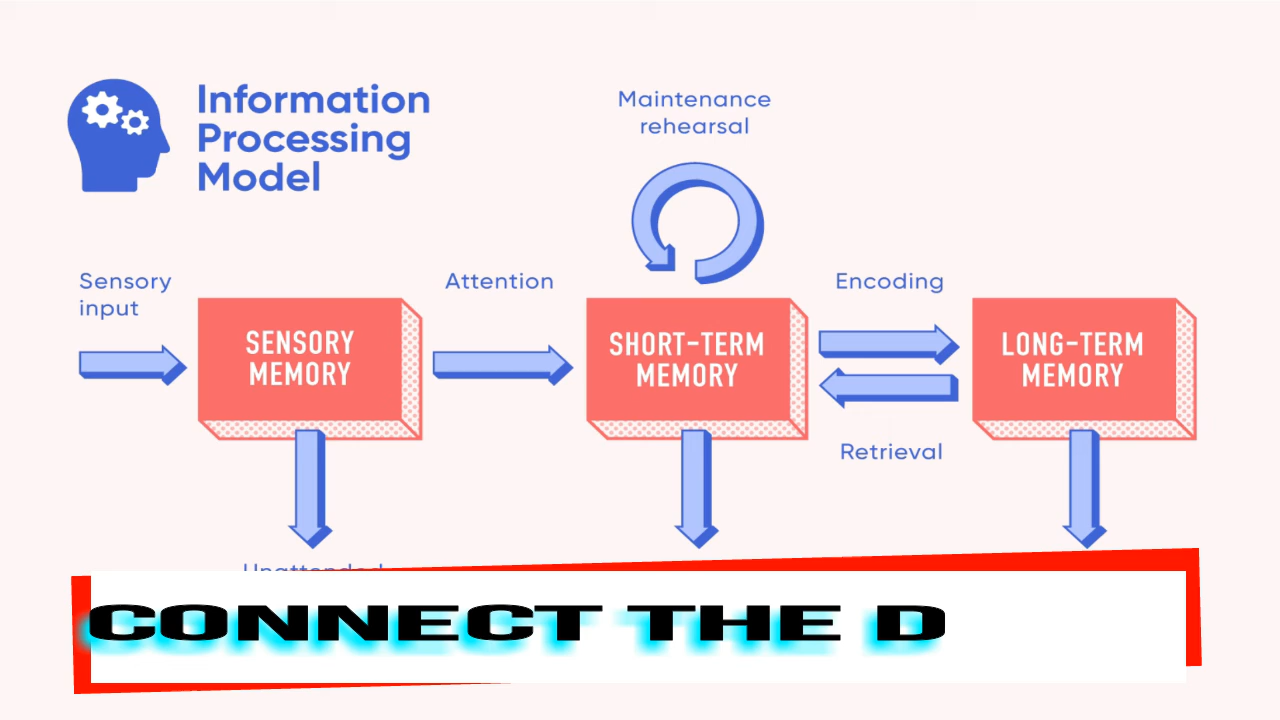 Information
Processing
Model
Maintenance
rehearsal
Sensory
input
Attention
Encoding
SENSORY
MEMORY
SHORT-TERM
MEMORY
LONG-TERM
MEMORY
Retrieval
Unattended
CONNECT THE D